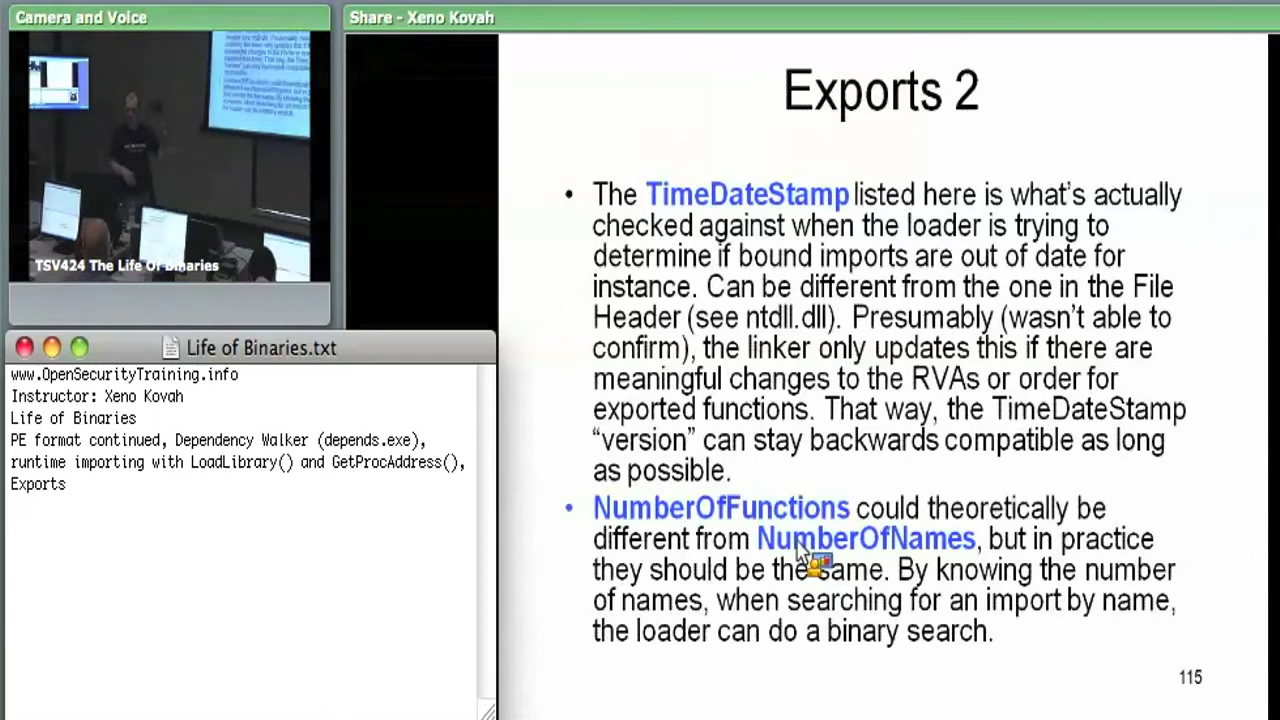 Camera and Voice
TSV424 The Life Of Binaries
Life of Binaries.txt
www.OpenSecurityTraining.info
Instructor: Xeno Kovah
Life of Binaries
PE format continued, Dependency Walker (depends.exe),
runtime importing with LoadLibrary() and GetProcAddress(),
Exports
Share - Xeno Kovah
Exports 2
• The TimeDateStamp listed here is what's actually
checked against when the loader is trying to
determine if bound imports are out of date for
instance. Can be different from the one in the File
Header (see ntdll.dll). Presumably (wasn't able to
confirm), the linker only updates this if there are
meaningful changes to the RVAs or order for
exported functions. That way, the TimeDateStamp
“version” can stay backwards compatible as long
as possible.
• NumberOfFunctions could theoretically be
different from NumberOfNames, but in practice
they should be the same. By knowing the number
of names, when searching for an import by name,
the loader can do a binary search.
115